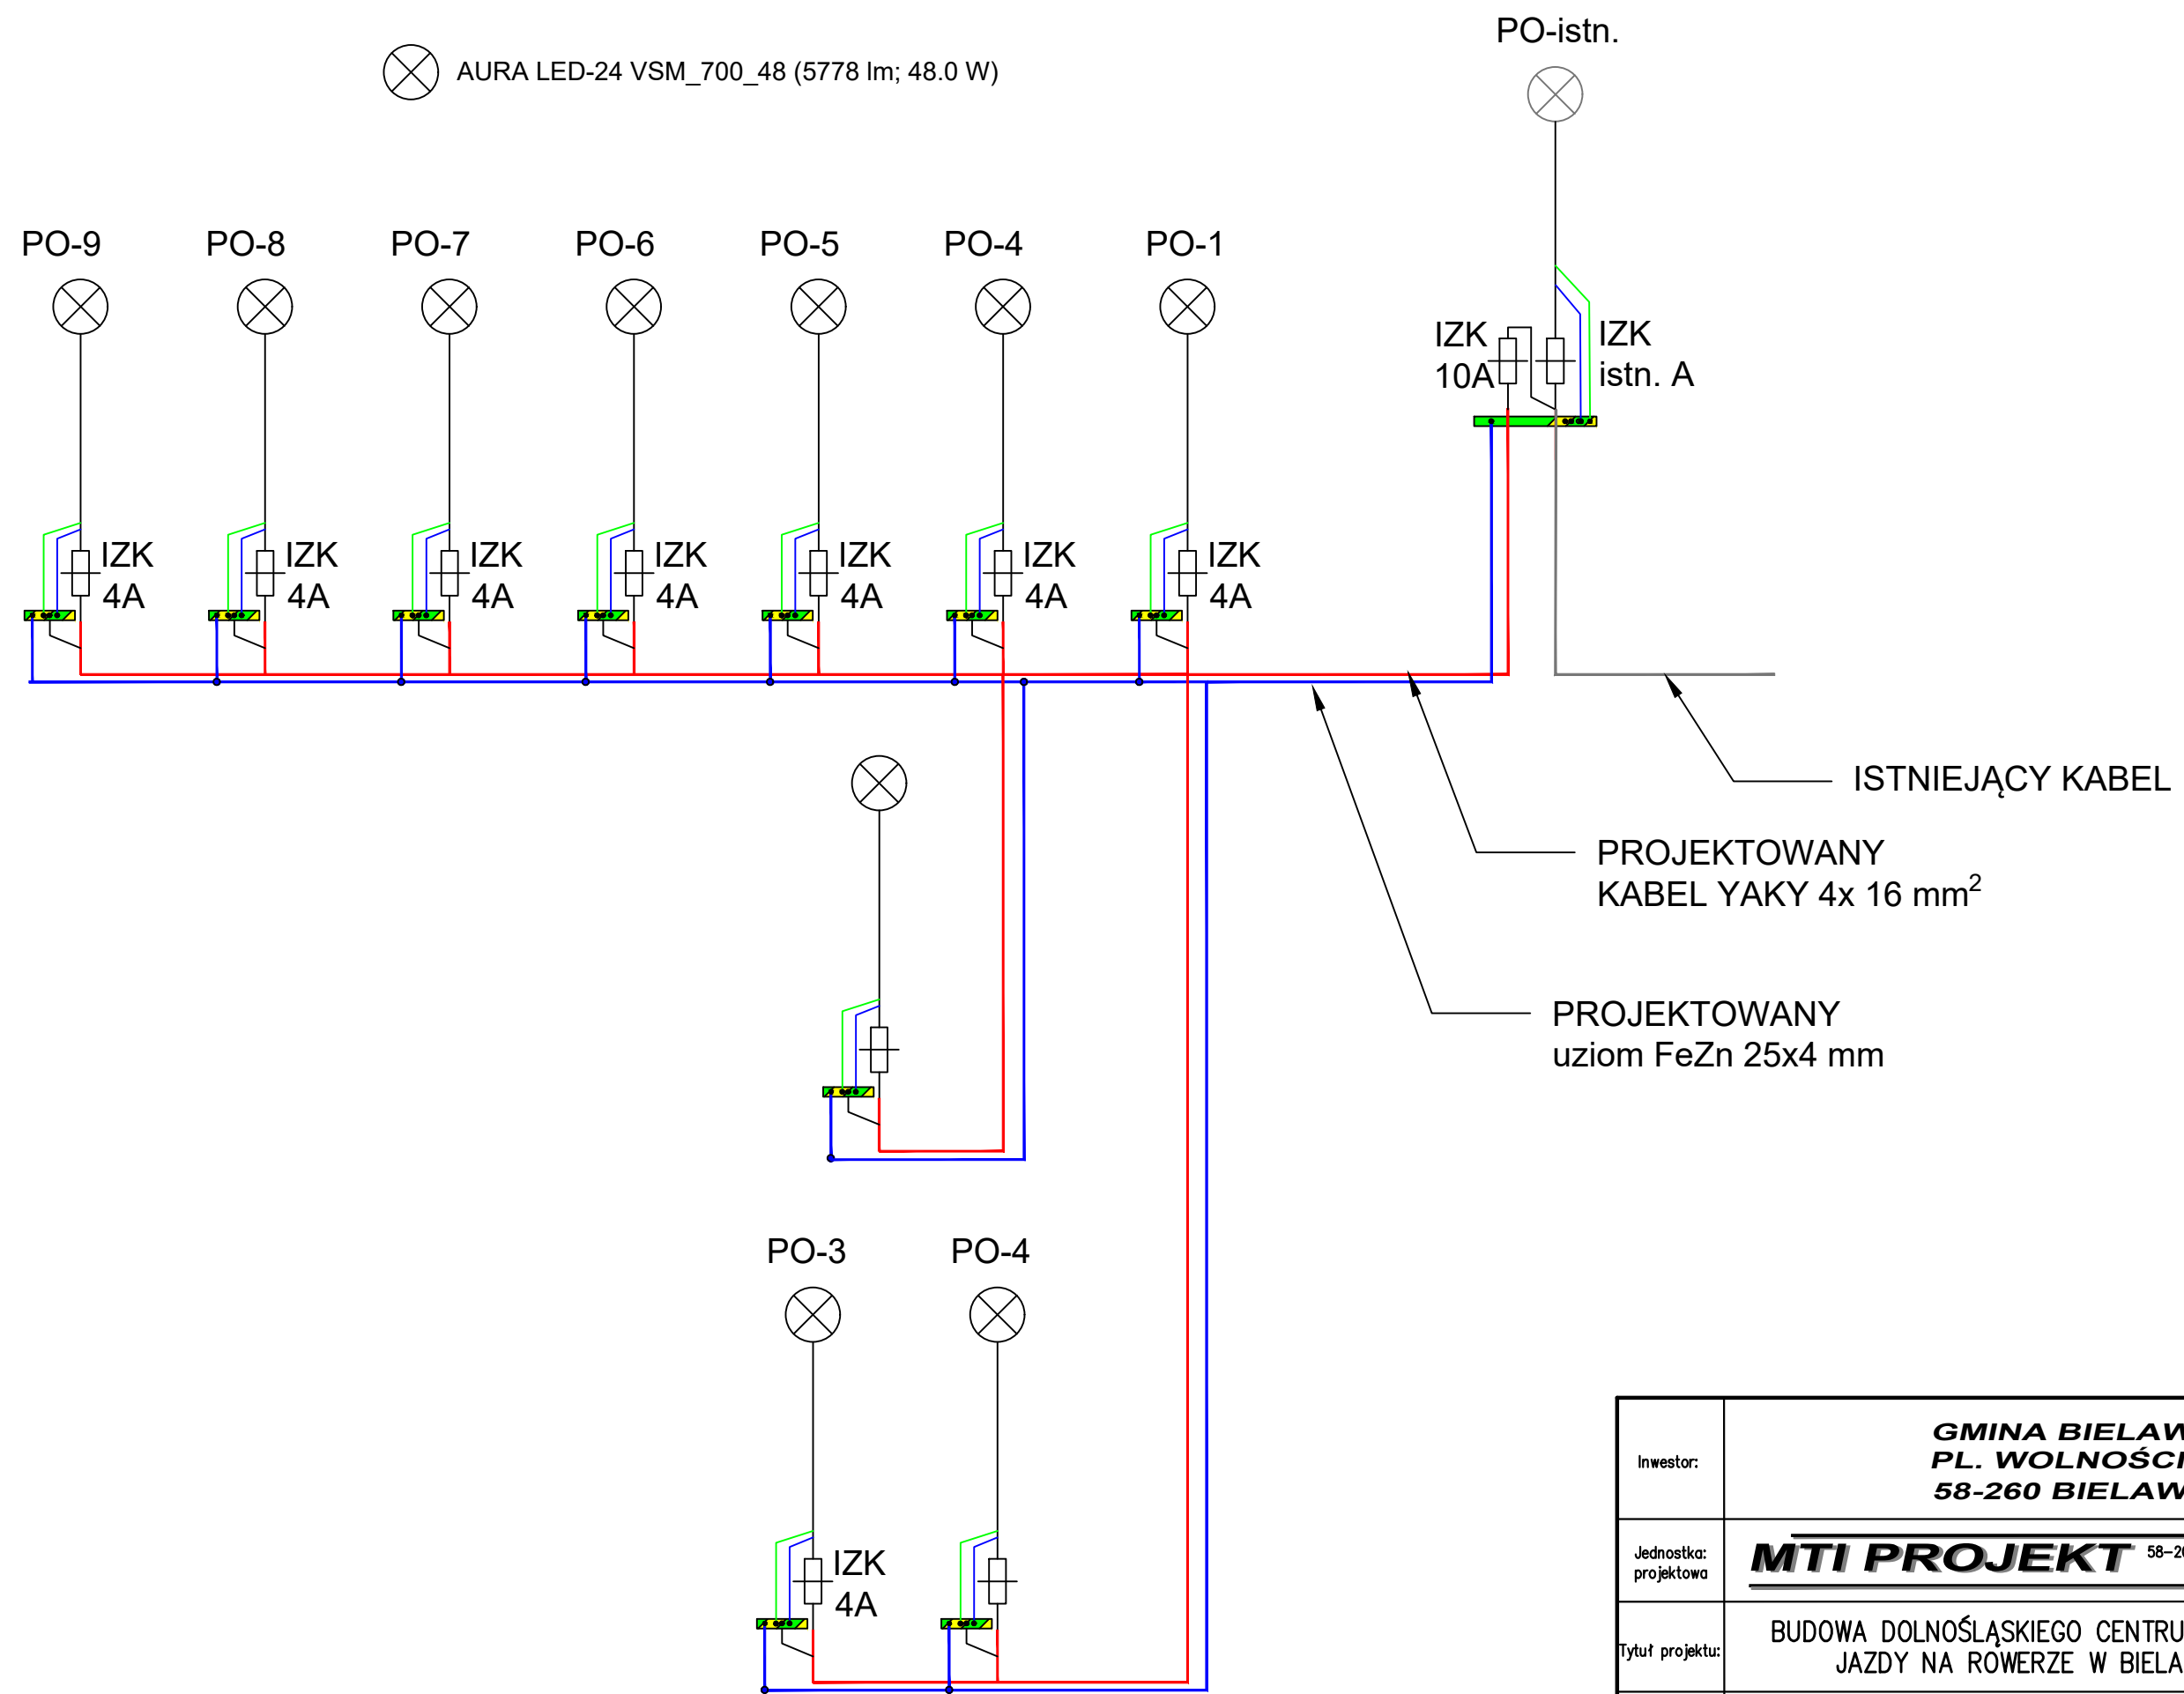 PO-istn.
AURA LED-24 VSM_700_48 (5778 lm; 48.0 W)
PO-9
PO-8
PO-7
PO-6
PO-5
PO-4
PO-1
IZK
10A
IZK
istn. A
IZK
4A
IZK
4A
IZK
4A
IZK
4A
IZK
4A
IZK
4A
IZK
4A
ISTNIEJĄCY KABEL
PROJEKTOWANY
KABEL YAKY 4x 16 mm²
PROJEKTOWANY
uziom FeZn 25x4 mm
PO-3
PO-4
IZK
4A
Inwestor:
GMINA BIELAW
PL. WOLNOŚCI
58-260 BIELAW
Jednostka:
projektowa
MTI PROJEKT
58-2
Tytuł projektu:
BUDOWA DOLNOŚLĄSKIEGO CENTRU
JAZDY NA ROWERZE W BIELA